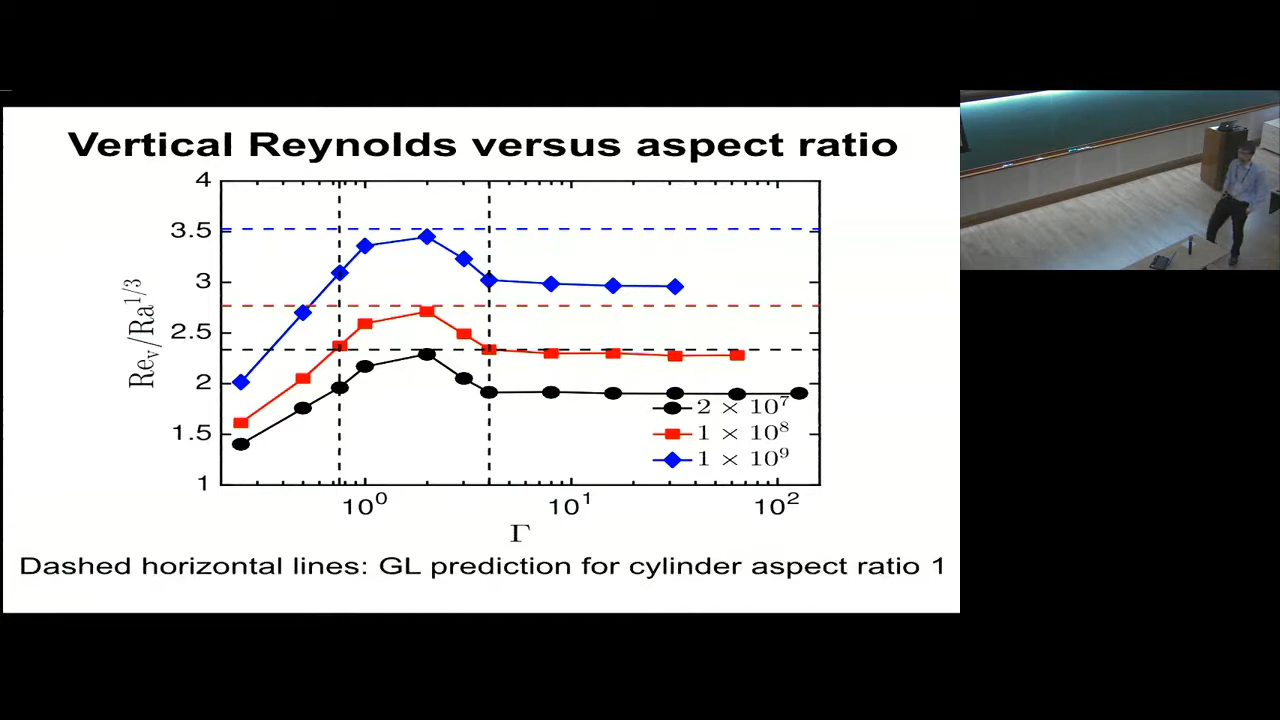 Vertical Reynolds versus aspect ratio
4
3.5
3
2.5
2
1.5
1
Re_v/Ra^{1/3}
2 × 10^7
1 × 10^8
1 × 10^9
10^0 10^1 10^2
Γ
Dashed horizontal lines: GL prediction for cylinder aspect ratio 1